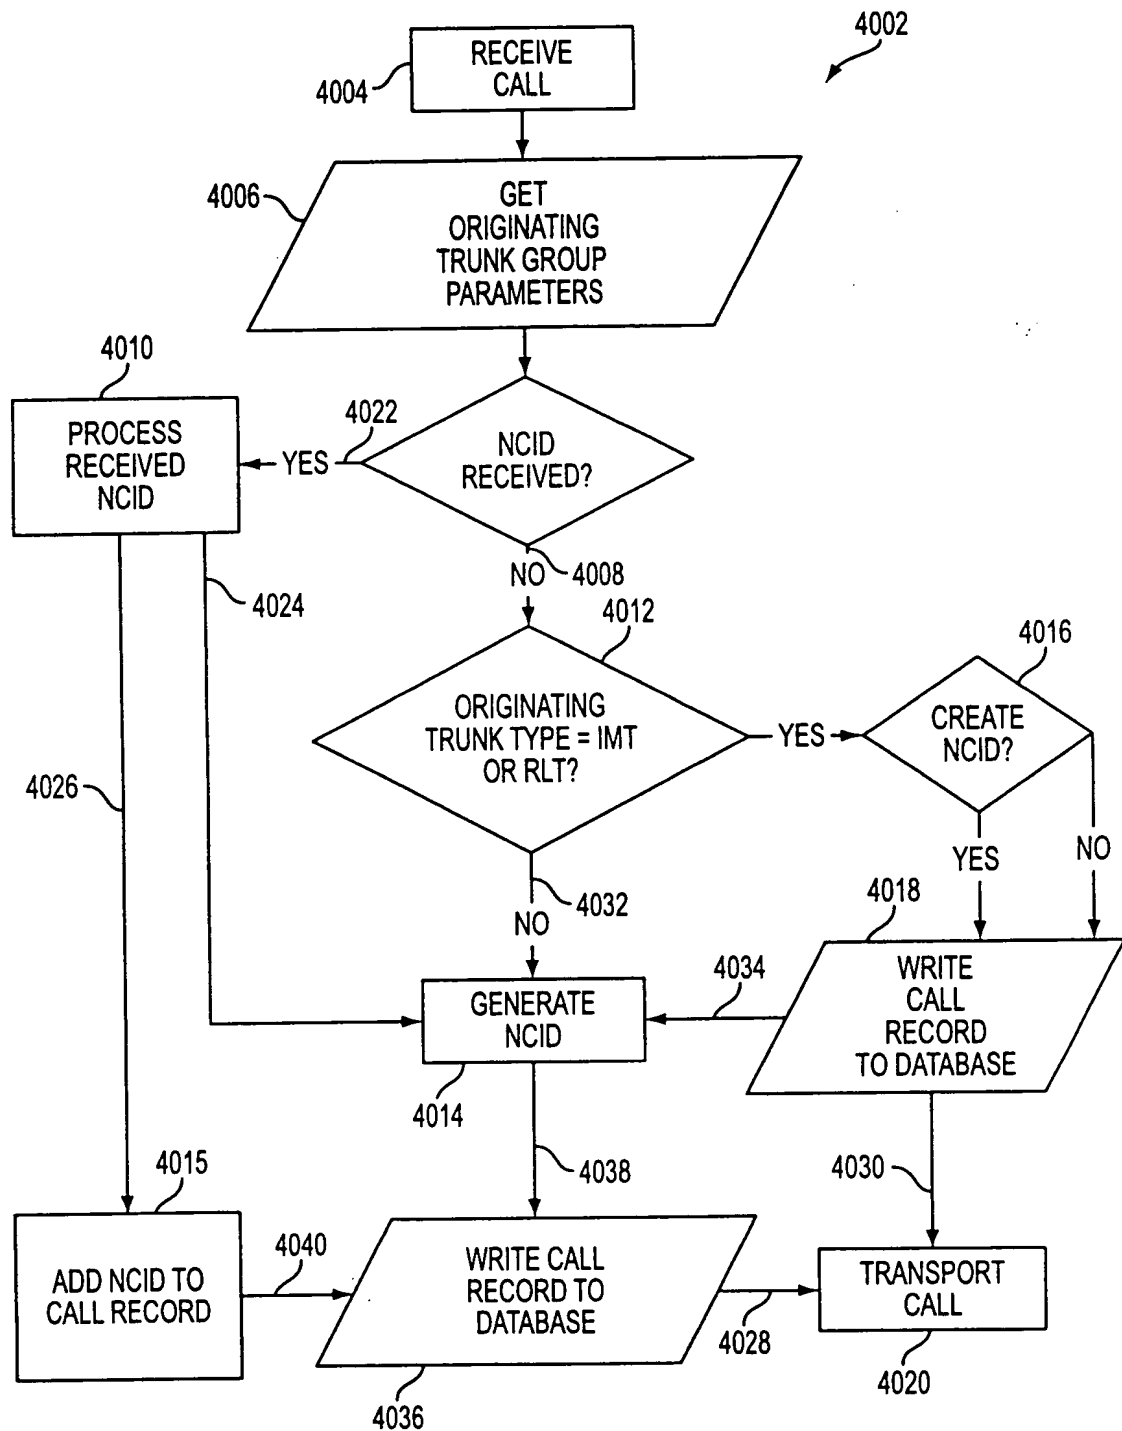 4002
RECEIVE
CALL
4004
4006
GET
ORIGINATING
TRUNK GROUP
PARAMETERS
4010
PROCESS
RECEIVED
NCID
4022
YES
NCID
RECEIVED?
NO
4008
4024
4012
ORIGINATING
TRUNK TYPE = IMT
OR RLT?
YES
4016
CREATE
NCID?
YES
NO
4026
4032
NO
4018
WRITE
CALL
RECORD
TO DATABASE
4034
GENERATE
NCID
4014
4038
4030
4015
ADD NCID TO
CALL RECORD
4040
WRITE CALL
RECORD TO
DATABASE
4036
4028
TRANSPORT
CALL
4020